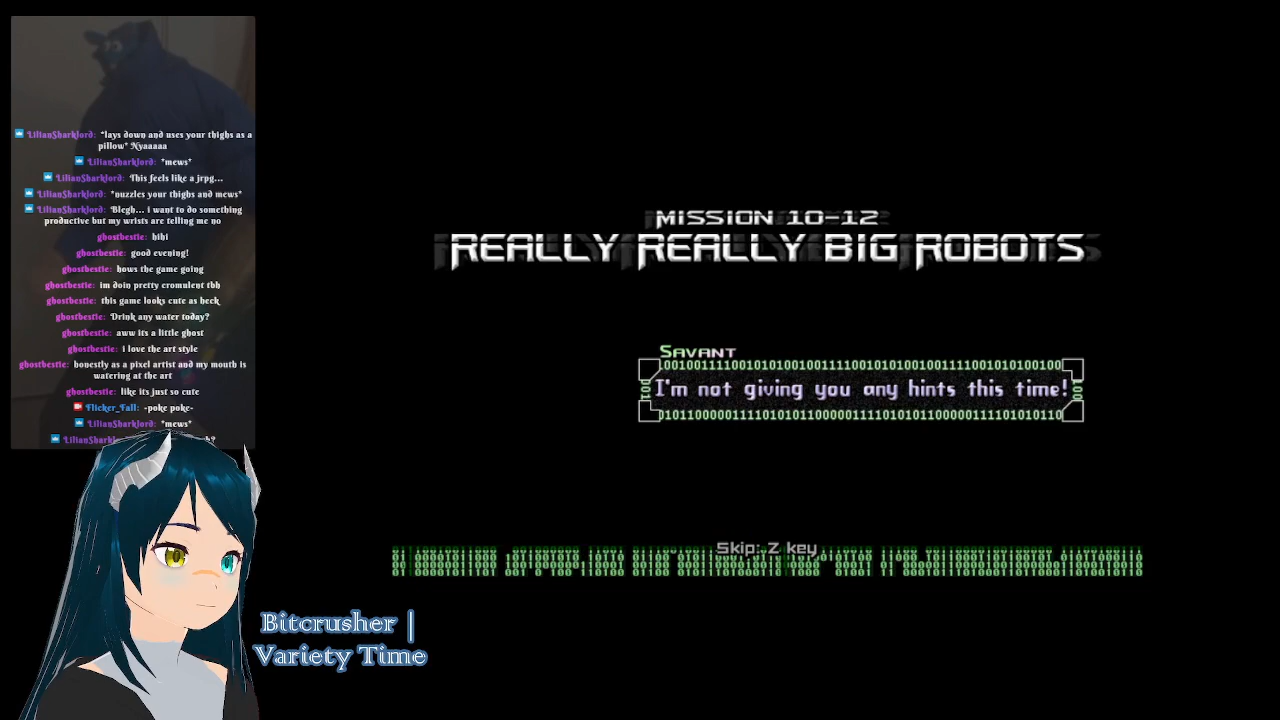 LilianSharklord: *lays down and uses your thighs as a
pillow* Nyaaaaa
LilianSharklord: *mews*
LilianSharklord: This feels like a jrpg...
LilianSharklord: *nuzzles your thighs and mews*
LilianSharklord: Blegh... i want to do something
productive but my wrists are telling me no
ghostbestie: hihi
ghostbestie: good evening!
ghostbestie: hows the game going
ghostbestie: im doin pretty cromulent tbh
ghostbestie: this game looks cute as heck
ghostbestie: Drink any water today?
ghostbestie: aww its a little ghost
ghostbestie: i love the art style
ghostbestie: honestly as a pixel artist and my mouth is
watering at the art
ghostbestie: like its just so cute
Flicker_Fall: -poke poke-
LilianSharklord: *mews*
MISSION 10-12
REALLY REALLY BIG ROBOTS
SAVANT
I'm not giving you any hints this time!
Skip: Z key
Bitcrusher |
Variety Time